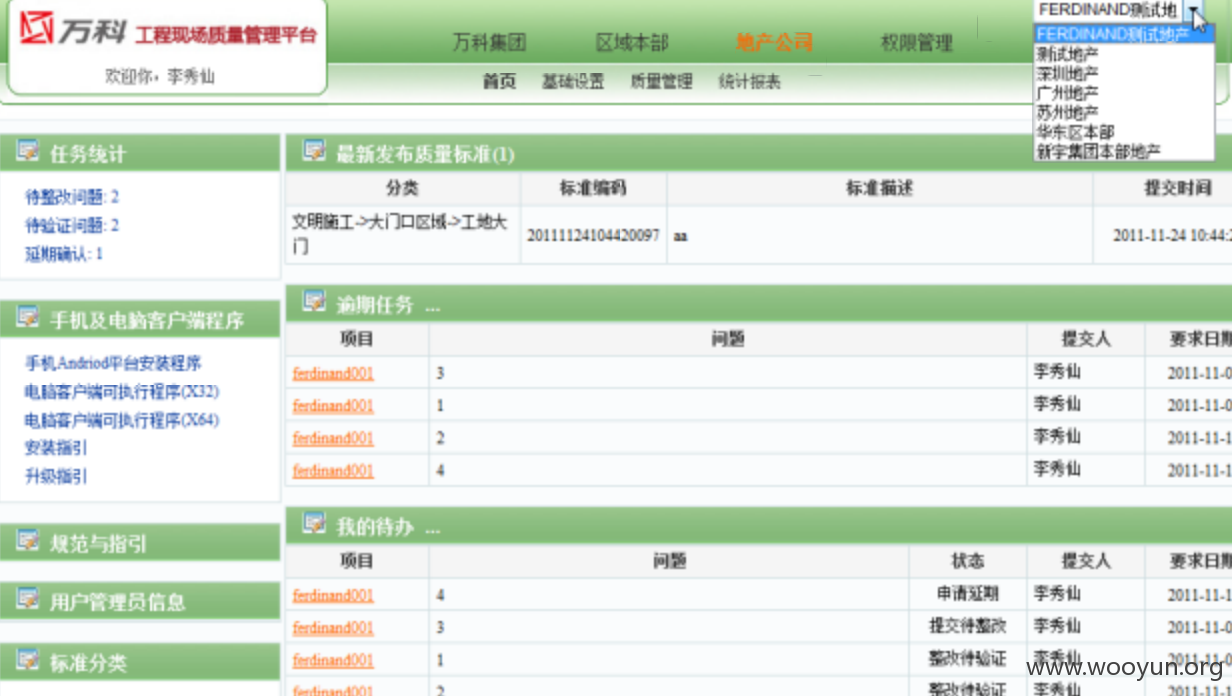 万科 工程现场质量管理平台
欢迎你，李秀仙
万科集团 区域本部 地产公司 权限管理
首页 基础设置 质量管理 统计报表
FERDINAND测试地
FERDINAND测试地产
测试地产
深圳地产
广州地产
苏州地产
华东区本部
新宇集团本部地产
任务统计
待整改问题: 2
待验证问题: 2
延期确认: 1
手机及电脑客户端程序
手机Andriod平台安装程序
电脑客户端可执行程序(X32)
电脑客户端可执行程序(X64)
安装指引
升级指引
规范与指引
用户管理员信息
标准分类
最新发布质量标准(1)
分类 标准编码 标准描述 提交时间
文明施工->大门口区域->工地大
门
20111124104420097 aa 2011-11-24 10:44:2
逾期任务 ...
项目 问题 提交人 要求日期
ferdinand001 3 李秀仙 2011-11-0
ferdinand001 1 李秀仙 2011-11-0
ferdinand001 2 李秀仙 2011-11-1
ferdinand001 4 李秀仙 2011-11-1
我的待办 ...
项目 问题 状态 提交人 要求日期
ferdinand001 4 申请延期 李秀仙 2011-11-1
ferdinand001 3 提交待整改 李秀仙 2011-11-0
ferdinand001 1 整改待验证 李秀仙 2011-11-0
ferdinand001 2 整改待验证 李秀仙 2011-11-1
www.wooyun.org